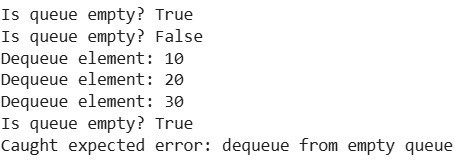 Is queue empty? True
Is queue empty? False
Dequeue element: 10
Dequeue element: 20
Dequeue element: 30
Is queue empty? True
Caught expected error: dequeue from empty queue